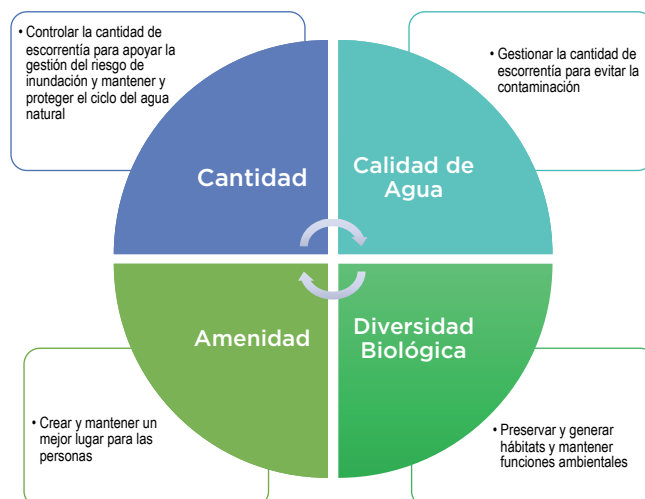 • Controlar la cantidad de
escorrentía para apoyar la
gestión del riesgo de
inundación y mantener y
proteger el ciclo del agua
natural
• Gestionar la cantidad de
escorrentía para evitar la
contaminación
Cantidad
Calidad de
Agua
Amenidad
Diversidad
Biológica
• Crear y mantener un
mejor lugar para las
personas
• Preservar y generar
hábitats y mantener
funciones ambientales